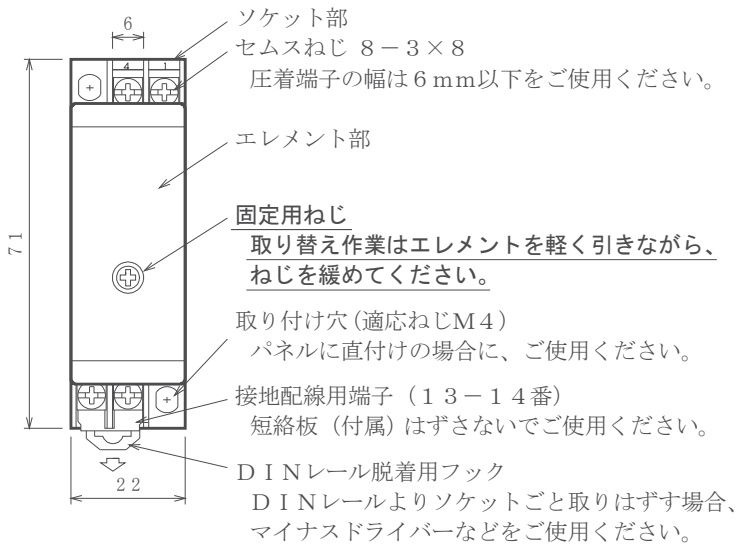 6
ソケット部
セムスねじ ８－３×８
圧着端子の幅は６ｍｍ以下をご使用ください。
4 1
エレメント部
71
固定用ねじ
取り替え作業はエレメントを軽く引きながら、
ねじを緩めてください。
取り付け穴(適応ねじＭ４)
パネルに直付けの場合に、ご使用ください。
接地配線用端子（１３－１４番）
短絡板（付属）はずさないでご使用ください。
ＤＩＮレール脱着用フック
22
ＤＩＮレールよりソケットごと取りはずす場合、
マイナスドライバーなどをご使用ください。